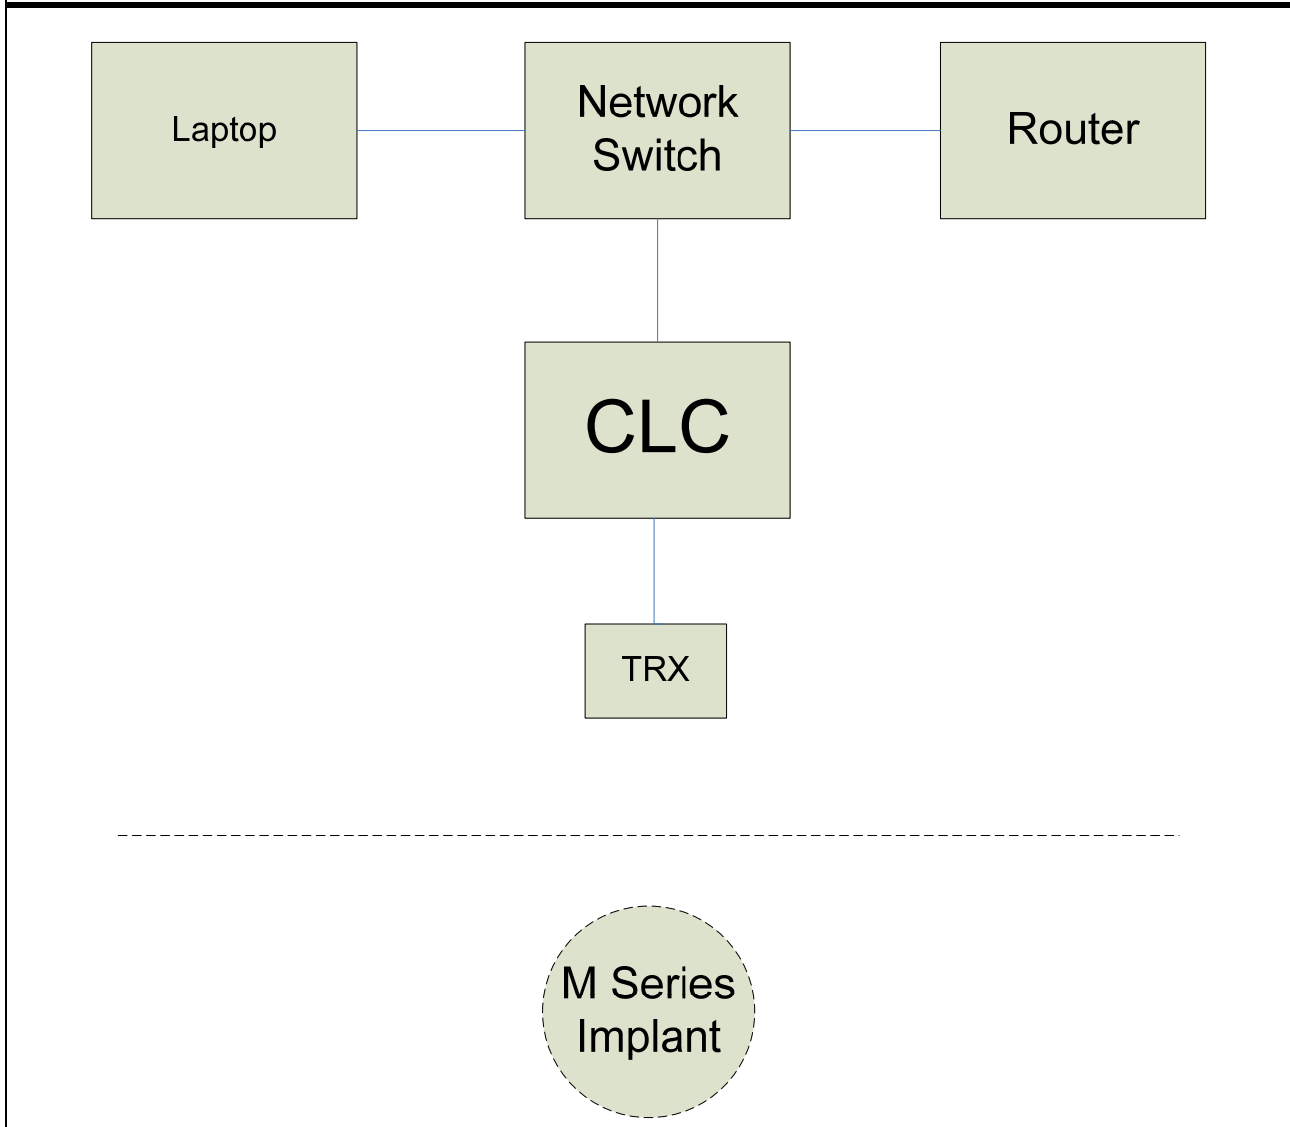 Laptop
Network
Switch
Router
CLC
TRX
M Series
Implant